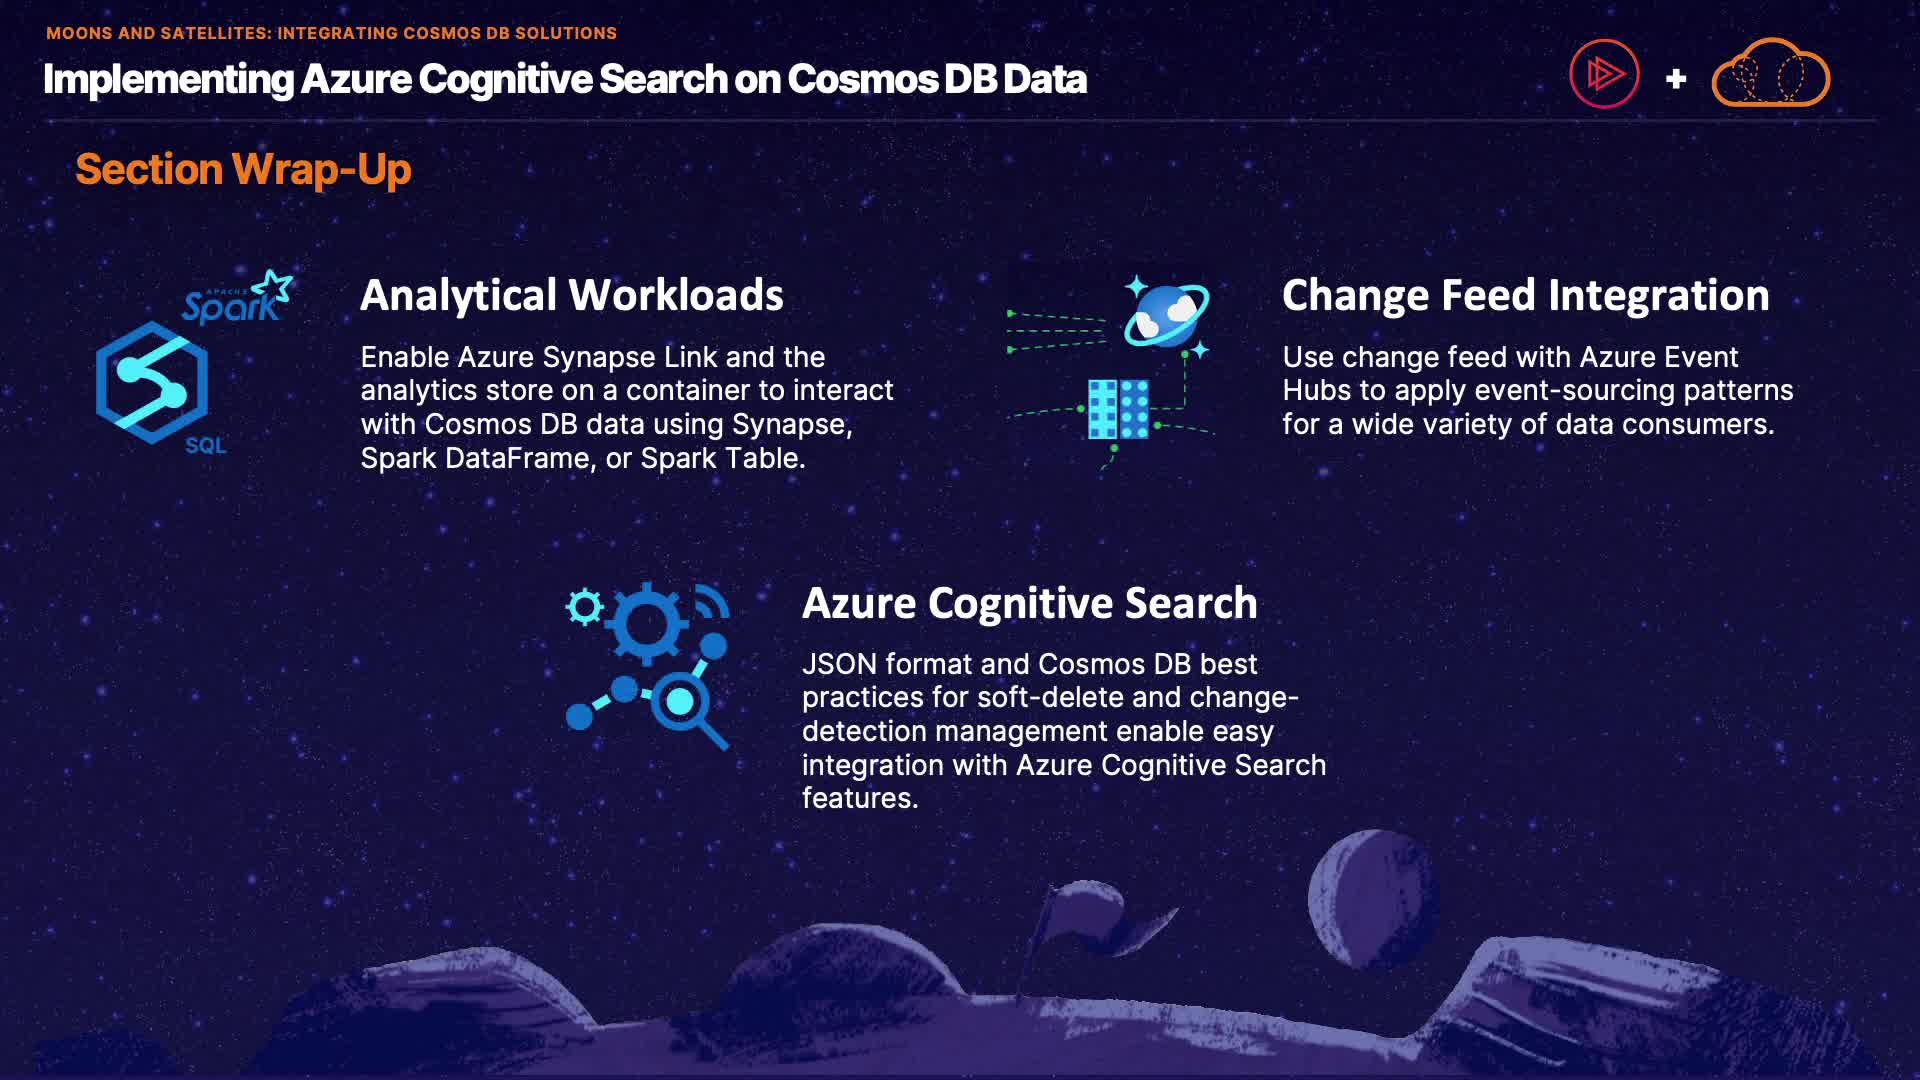 MOONS AND SATELLITES: INTEGRATING COSMOS DB SOLUTIONS
Implementing Azure Cognitive Search on Cosmos DB Data
+
Section Wrap-Up
APACHE
Spark
SQL
Analytical Workloads
Enable Azure Synapse Link and the
analytics store on a container to interact
with Cosmos DB data using Synapse,
Spark DataFrame, or Spark Table.
Change Feed Integration
Use change feed with Azure Event
Hubs to apply event-sourcing patterns
for a wide variety of data consumers.
Azure Cognitive Search
JSON format and Cosmos DB best
practices for soft-delete and change-
detection management enable easy
integration with Azure Cognitive Search
features.